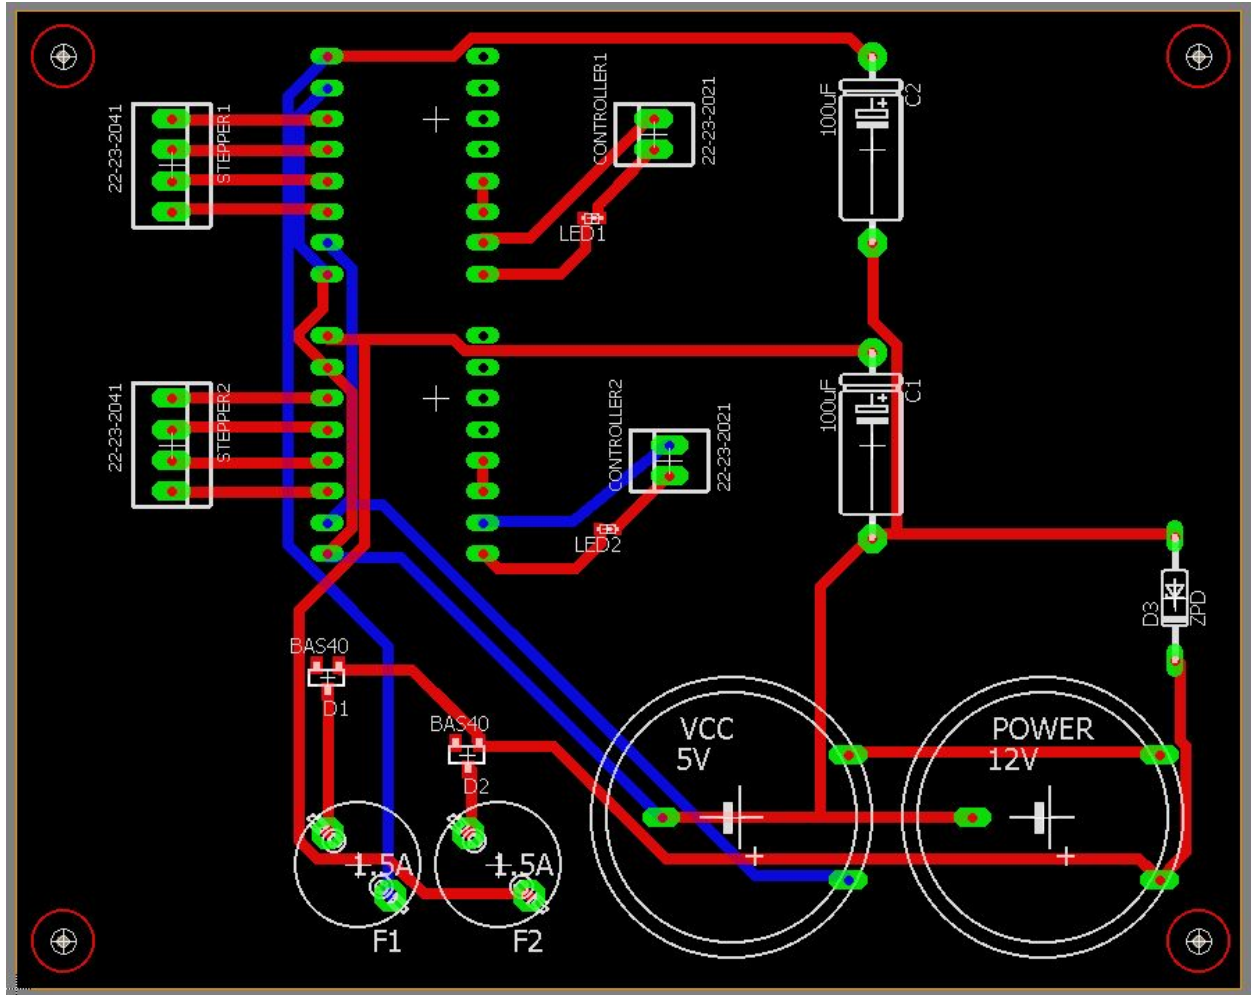 22-23-2041
STEPPER1
CONTROLLER1
22-23-2021
LED1
100uF
C2
22-23-2041
STEPPER2
CONTROLLER2
22-23-2021
LED2
100uF
C1
D3
ZPD
BAS40
D1
BAS40
D2
VCC
5V
POWER
12V
1.5A
1.5A
F1
F2